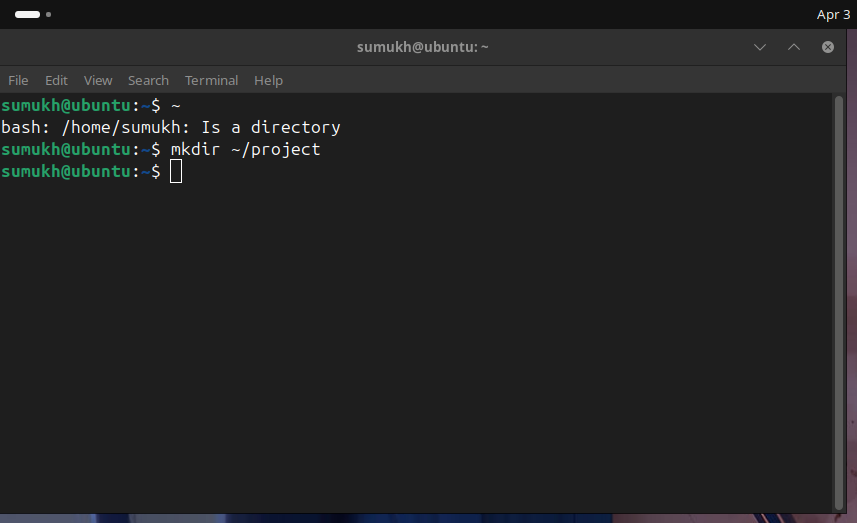 Apr 3
sumukh@ubuntu: ~
File Edit View Search Terminal Help
sumukh@ubuntu:~$ ~
bash: /home/sumukh: Is a directory
sumukh@ubuntu:~$ mkdir ~/project
sumukh@ubuntu:~$